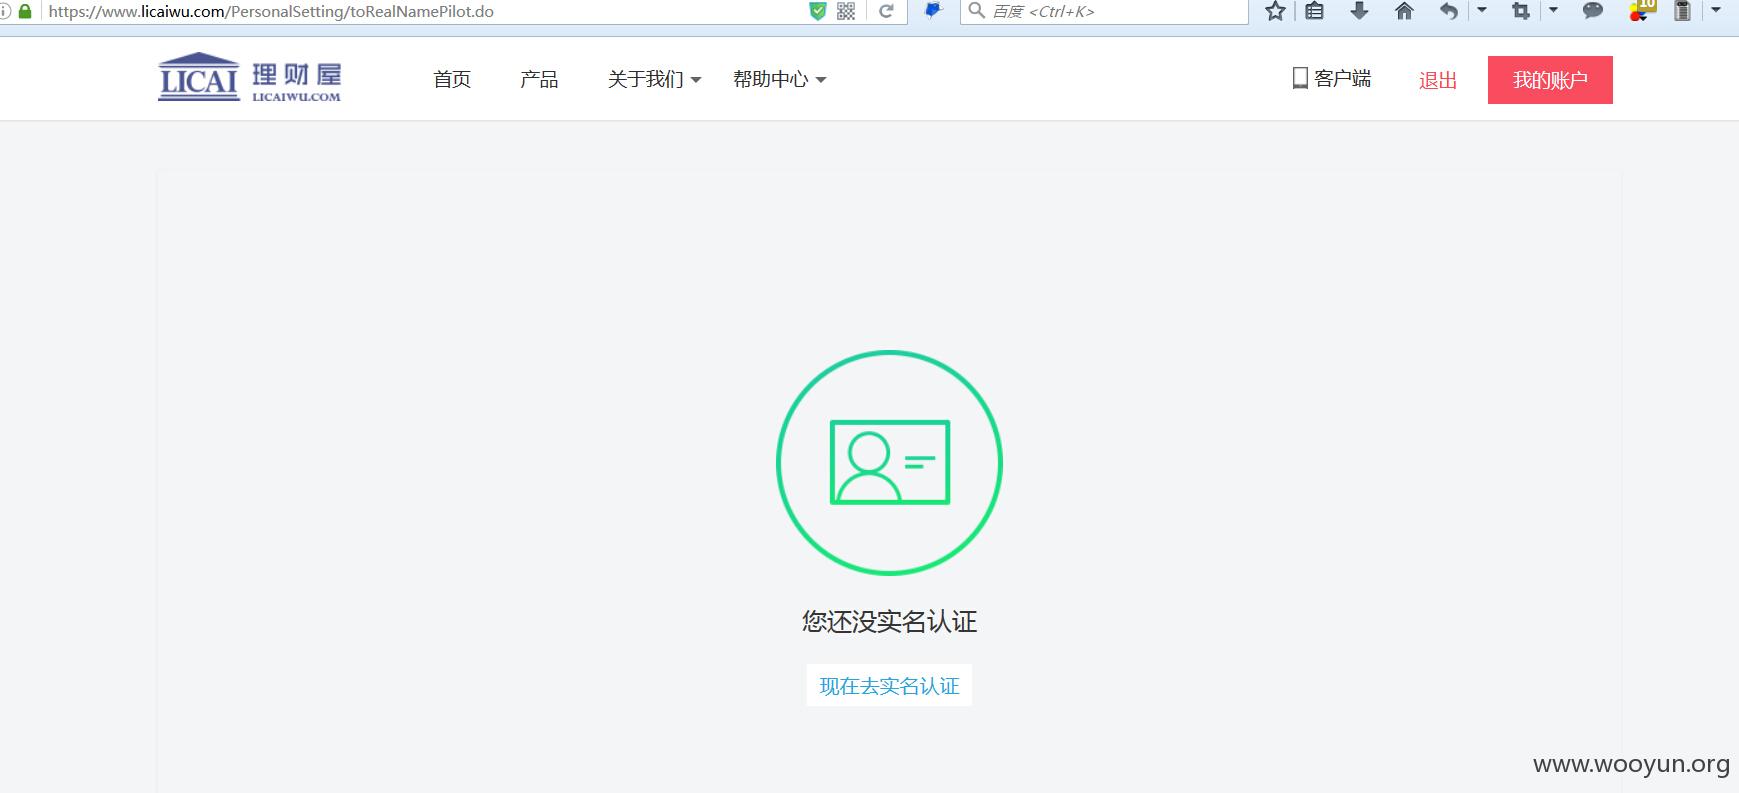 https://www.licaiwu.com/PersonalSetting/toRealNamePilot.do
百度 <Ctrl+K>
10
LICAI 理财屋
LICAIWU.COM
首页 产品 关于我们 帮助中心 客户端 退出 我的账户
您还没实名认证
现在去实名认证
www.wooyun.org